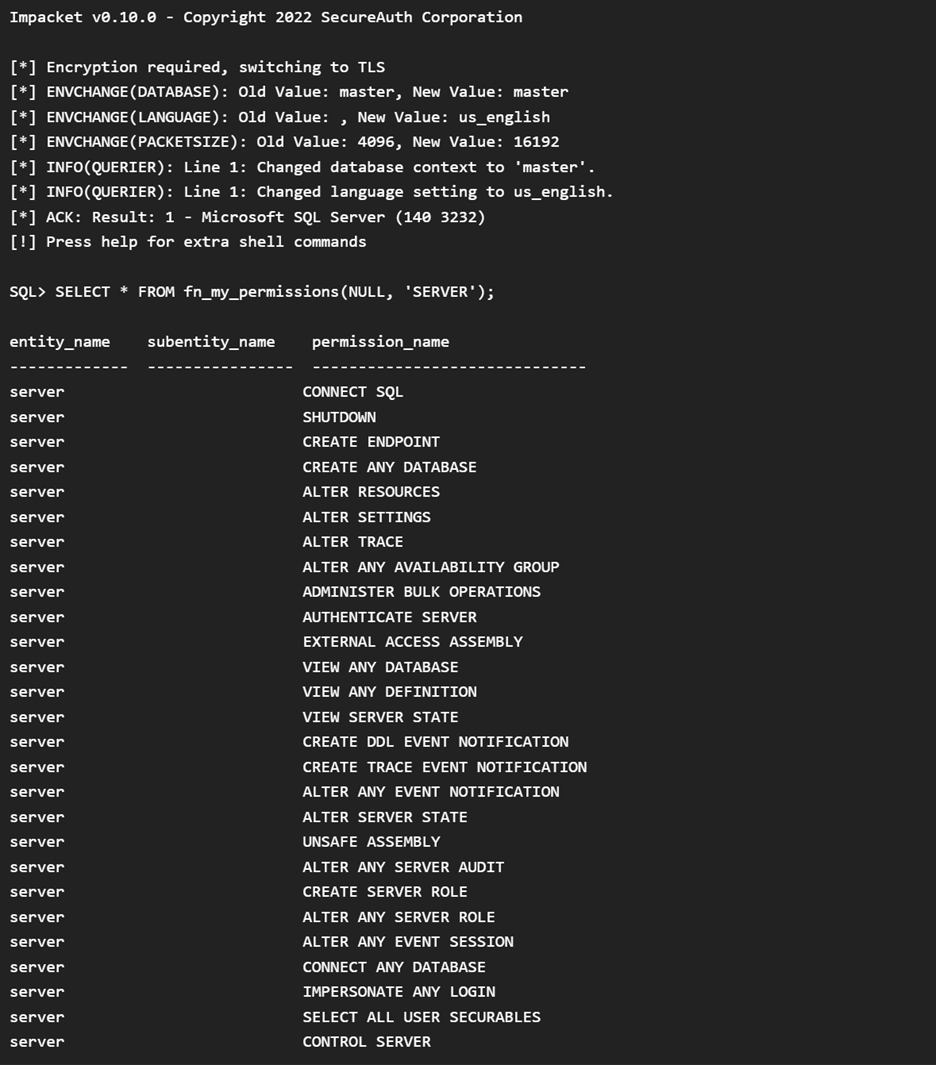 Impacket v0.10.0 - Copyright 2022 SecureAuth Corporation
[*] Encryption required, switching to TLS
[*] ENVCHANGE(DATABASE): Old Value: master, New Value: master
[*] ENVCHANGE(LANGUAGE): Old Value: , New Value: us_english
[*] ENVCHANGE(PACKETSIZE): Old Value: 4096, New Value: 16192
[*] INFO(QUERIER): Line 1: Changed database context to 'master'.
[*] INFO(QUERIER): Line 1: Changed language setting to us_english.
[*] ACK: Result: 1 - Microsoft SQL Server (140 3232)
[!] Press help for extra shell commands
SQL> SELECT * FROM fn_my_permissions(NULL, 'SERVER');
entity_name    subentity_name    permission_name
-------------  ----------------  ------------------------------
server                          CONNECT SQL
server                          SHUTDOWN
server                          CREATE ENDPOINT
server                          CREATE ANY DATABASE
server                          ALTER RESOURCES
server                          ALTER SETTINGS
server                          ALTER TRACE
server                          ALTER ANY AVAILABILITY GROUP
server                          ADMINISTER BULK OPERATIONS
server                          AUTHENTICATE SERVER
server                          EXTERNAL ACCESS ASSEMBLY
server                          VIEW ANY DATABASE
server                          VIEW ANY DEFINITION
server                          VIEW SERVER STATE
server                          CREATE DDL EVENT NOTIFICATION
server                          CREATE TRACE EVENT NOTIFICATION
server                          ALTER ANY EVENT NOTIFICATION
server                          ALTER SERVER STATE
server                          UNSAFE ASSEMBLY
server                          ALTER ANY SERVER AUDIT
server                          CREATE SERVER ROLE
server                          ALTER ANY SERVER ROLE
server                          ALTER ANY EVENT SESSION
server                          CONNECT ANY DATABASE
server                          IMPERSONATE ANY LOGIN
server                          SELECT ALL USER SECURABLES
server                          CONTROL SERVER